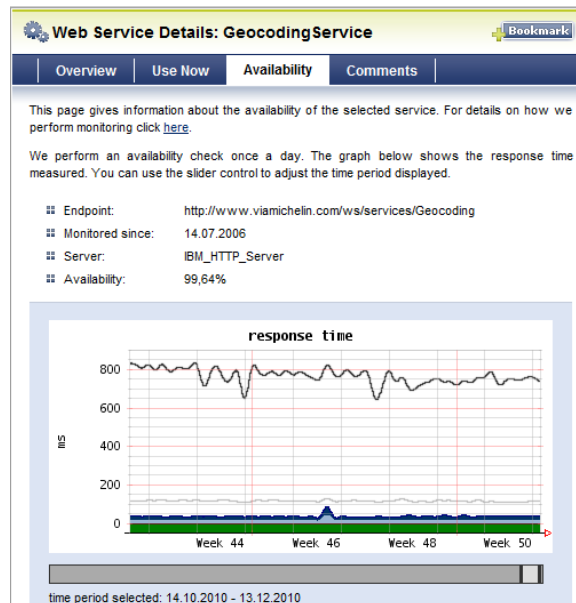 Web Service Details: GeocodingService
Bookmark
Overview Use Now Availability Comments
This page gives information about the availability of the selected service. For details on how we
perform monitoring click here.
We perform an availability check once a day. The graph below shows the response time
measured. You can use the slider control to adjust the time period displayed.
Endpoint: http://www.viamichelin.com/ws/services/Geocoding
Monitored since: 14.07.2006
Server: IBM_HTTP_Server
Availability: 99,64%
response time
800
600
ms
400
200
0
Week 44 Week 46 Week 48 Week 50
time period selected: 14.10.2010 - 13.12.2010